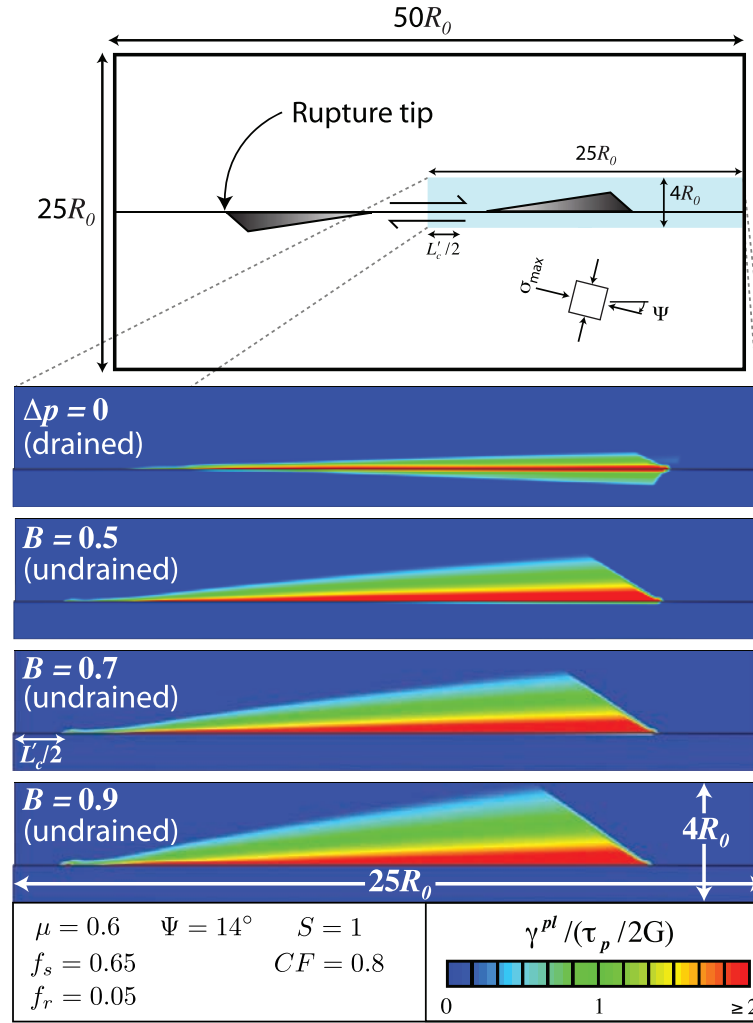 50R₀
Rupture tip
25R₀
25R₀
4R₀
L'c/2
σmax
Ψ
Δp = 0
(drained)
B = 0.5
(undrained)
B = 0.7
(undrained)
L'c/2
B = 0.9
(undrained)
4R₀
25R₀
μ = 0.6 Ψ = 14° S = 1
fs = 0.65 CF = 0.8
fr = 0.05
γ^pl/(τp/2G)
0 1 ≥2